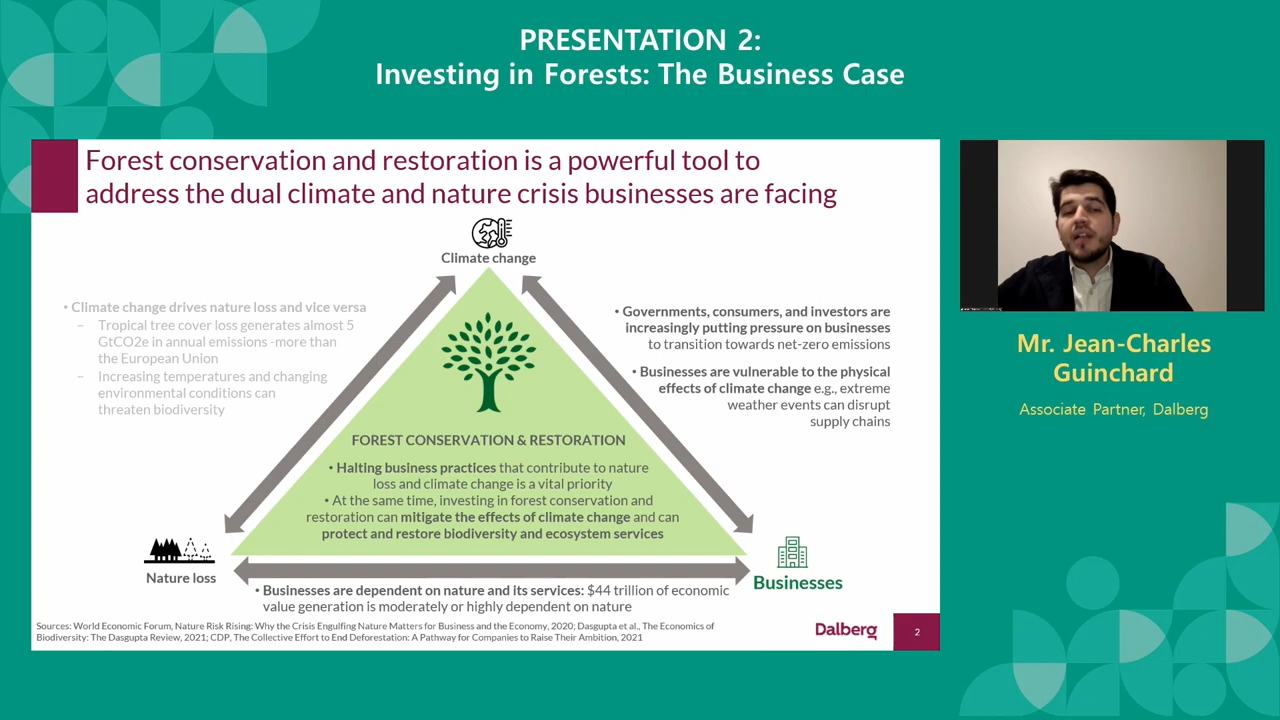 PRESENTATION 2:
Investing in Forests: The Business Case
Forest conservation and restoration is a powerful tool to
address the dual climate and nature crisis businesses are facing
Climate change
• Climate change drives nature loss and vice versa
– Tropical tree cover loss generates almost 5
GtCO2e in annual emissions -more than
the European Union
– Increasing temperatures and changing
environmental conditions can
threaten biodiversity
• Governments, consumers, and investors are
increasingly putting pressure on businesses
to transition towards net-zero emissions
• Businesses are vulnerable to the physical
effects of climate change e.g., extreme
weather events can disrupt
supply chains
FOREST CONSERVATION & RESTORATION
• Halting business practices that contribute to nature
loss and climate change is a vital priority
• At the same time, investing in forest conservation and
restoration can mitigate the effects of climate change and can
protect and restore biodiversity and ecosystem services
Nature loss
Businesses
• Businesses are dependent on nature and its services: $44 trillion of economic
value generation is moderately or highly dependent on nature
Sources: World Economic Forum, Nature Risk Rising: Why the Crisis Engulfing Nature Matters for Business and the Economy, 2020; Dasgupta et al., The Economics of
Biodiversity: The Dasgupta Review, 2021; CDP, The Collective Effort to End Deforestation: A Pathway for Companies to Raise Their Ambition, 2021
Dalberg
2
Mr. Jean-Charles
Guinchard
Associate Partner, Dalberg